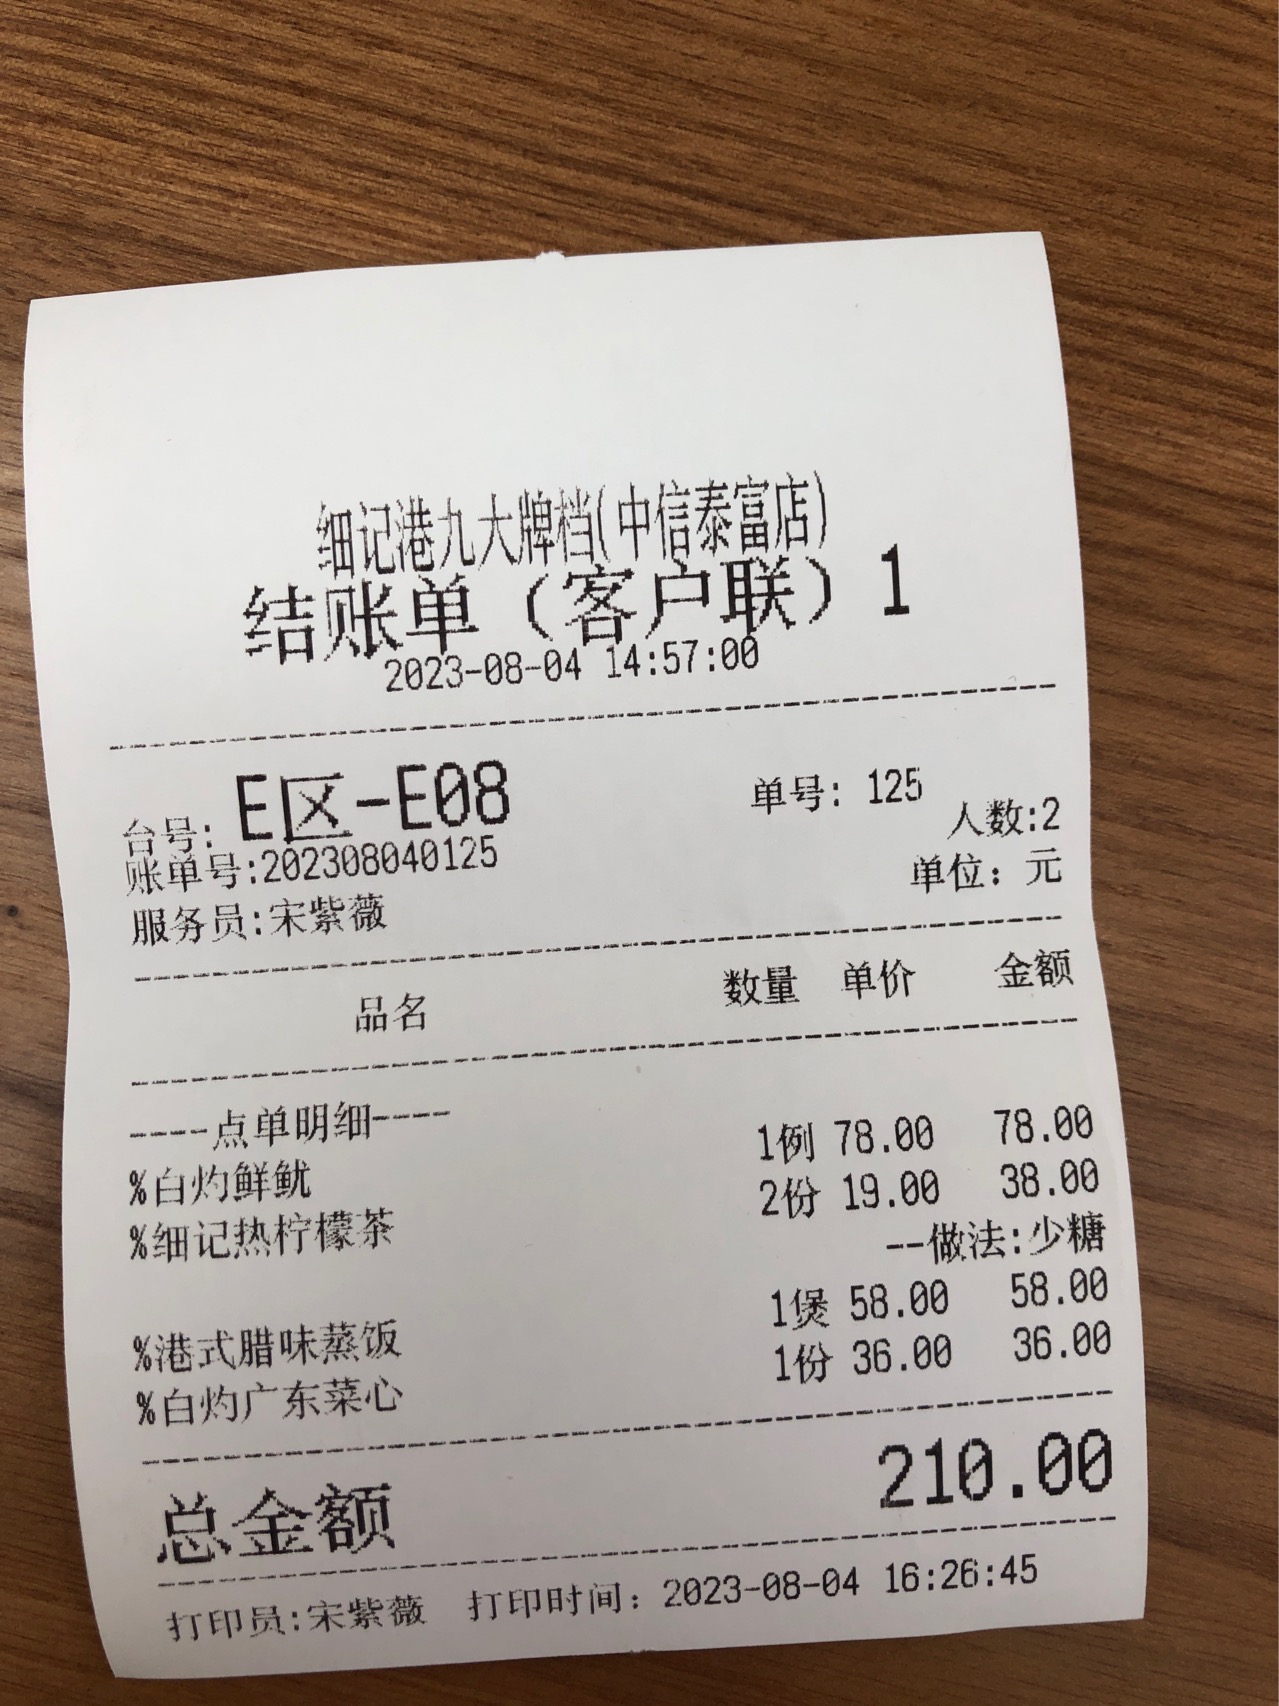 细记港九大牌档(中信泰富店)
结账单（客户联）1
2023-08-04 14:57:00
台号: E区-E08 单号: 125
人数:2
账单号:202308040125
单位: 元
服务员:宋紫薇
品名 数量 单价 金额
----点单明细----
%白灼鲜鱿 1例 78.00 78.00
%细记热柠檬茶 2份 19.00 38.00
--做法:少糖
%港式腊味蒸饭 1煲 58.00 58.00
%白灼广东菜心 1份 36.00 36.00
总金额 210.00
打印员:宋紫薇 打印时间: 2023-08-04 16:26:45